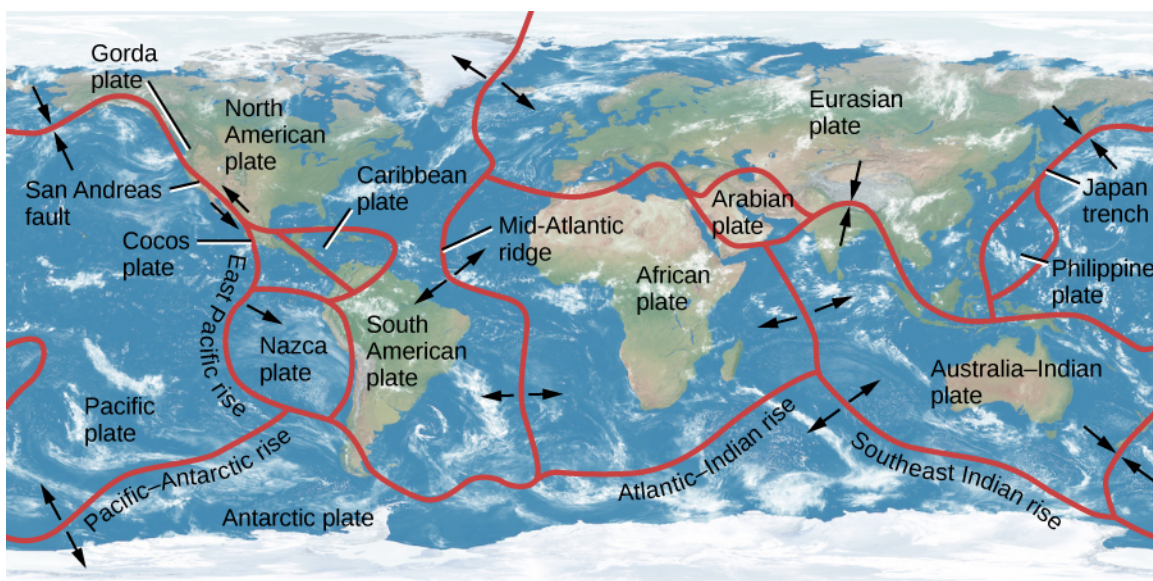 Gorda
plate
North
American
plate
San Andreas
fault
Caribbean
plate
Cocos
plate
East Pacific rise
Nazca
plate
South
American
plate
Pacific
plate
Pacific–Antarctic rise
Antarctic plate
Mid-Atlantic
ridge
African
plate
Arabian
plate
Eurasian
plate
Japan
trench
Philippine
plate
Australia–Indian
plate
Atlantic–Indian rise
Southeast Indian rise